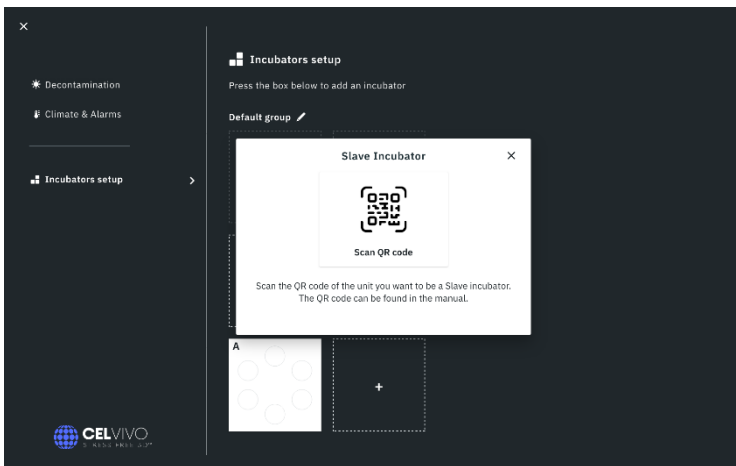 Incubators setup
Decontamination
Press the box below to add an incubator
Climate & Alarms
Default group
Incubators setup
Slave Incubator
Scan QR code
Scan the QR code of the unit you want to be a Slave incubator.
The QR code can be found in the manual.
A
+
CELVIVO